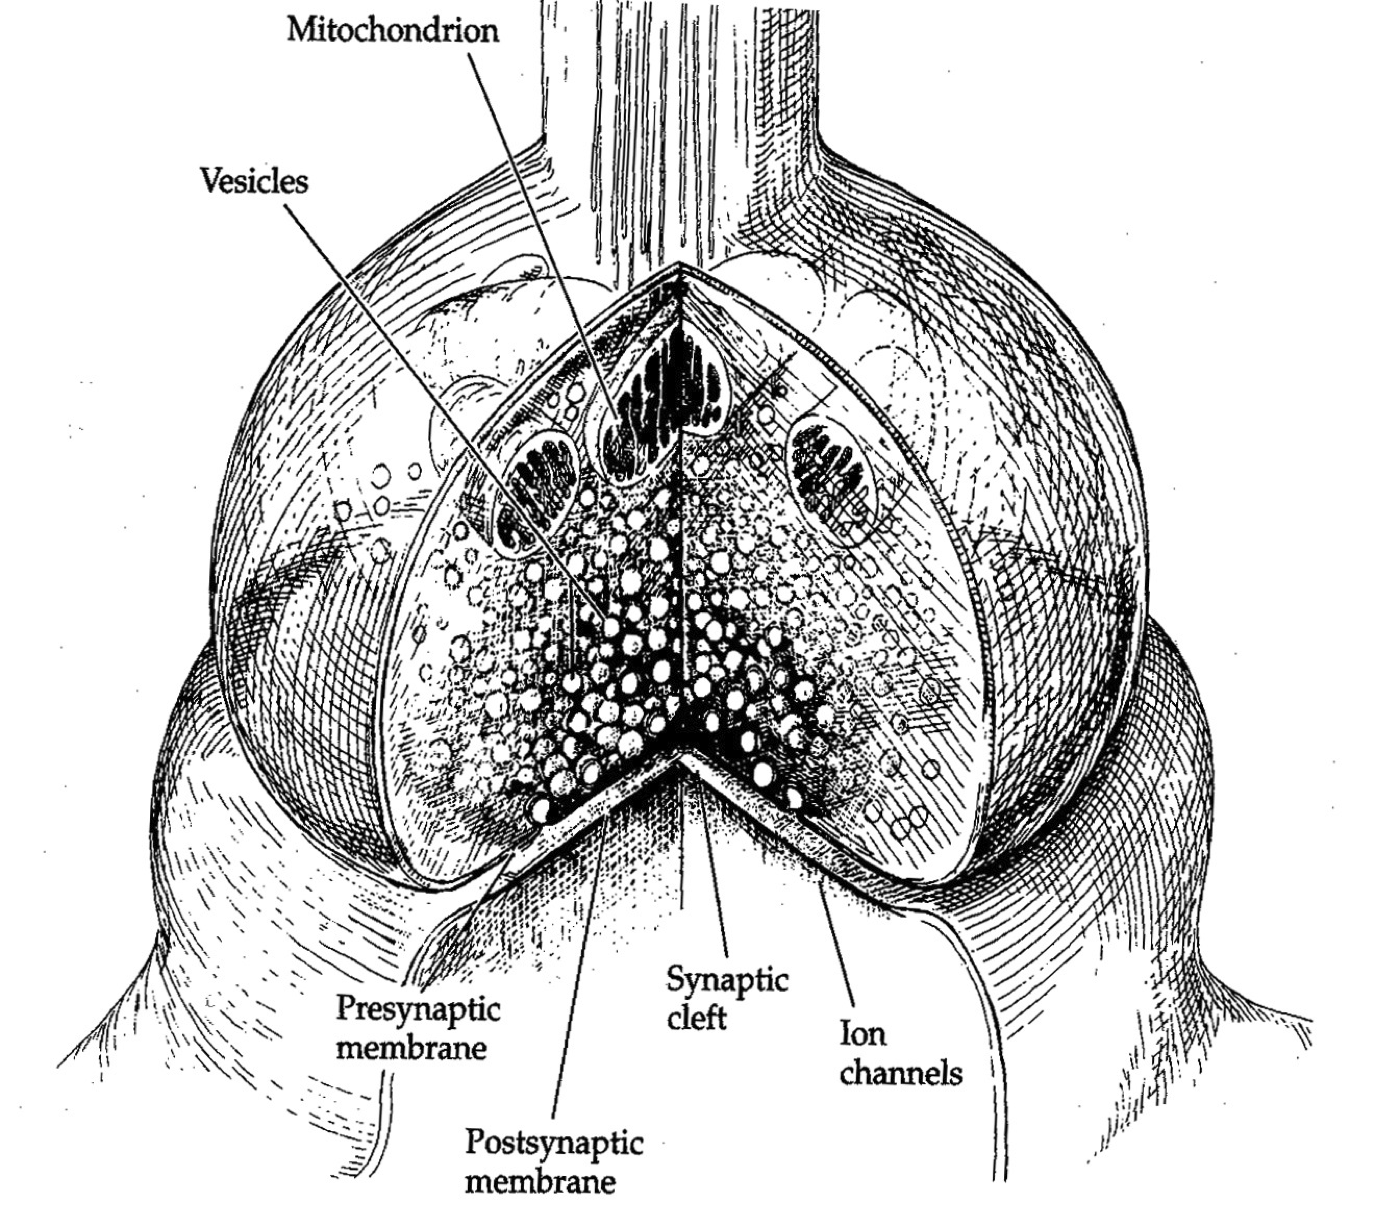 Mitochondrion
Vesicles
Synaptic
cleft
Presynaptic
membrane
Ion
channels
Postsynaptic
membrane